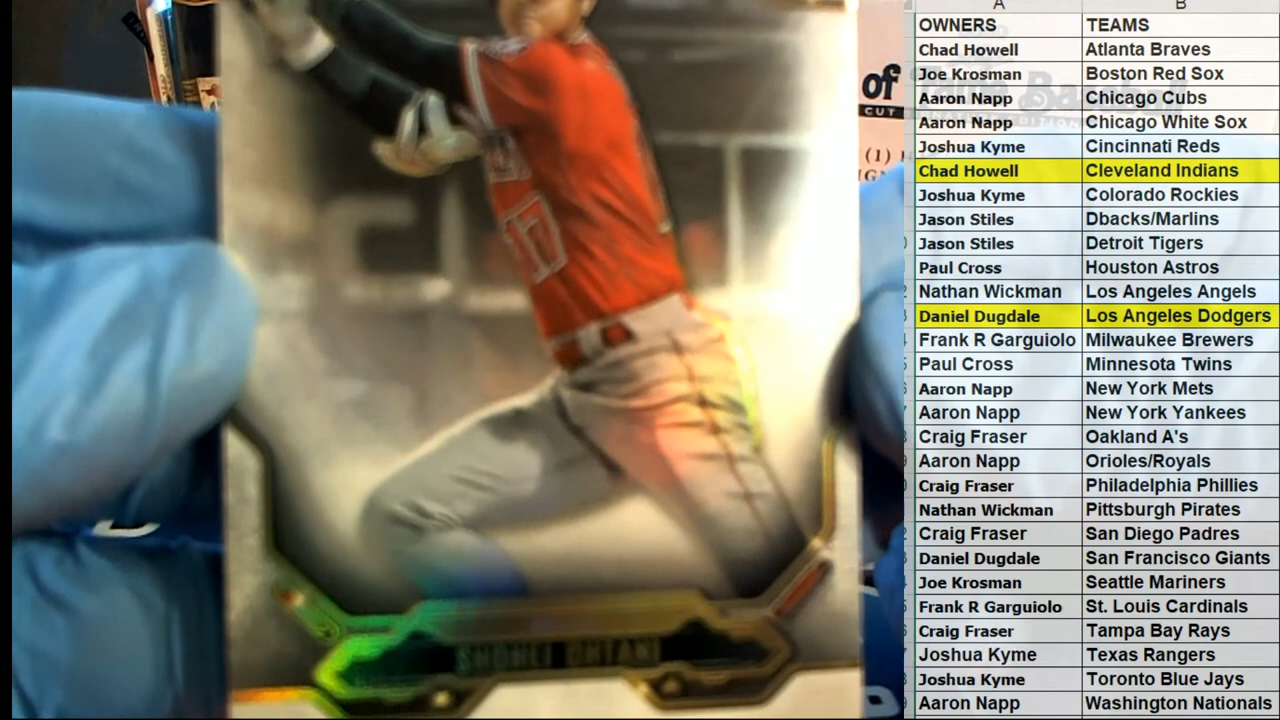 A B
OWNERS TEAMS
Chad Howell Atlanta Braves
Joe Krosman Boston Red Sox
Aaron Napp Chicago Cubs
Aaron Napp Chicago White Sox
Joshua Kyme Cincinnati Reds
Chad Howell Cleveland Indians
Joshua Kyme Colorado Rockies
Jason Stiles Dbacks/Marlins
Jason Stiles Detroit Tigers
Paul Cross Houston Astros
Nathan Wickman Los Angeles Angels
Daniel Dugdale Los Angeles Dodgers
Frank R Garguiolo Milwaukee Brewers
Paul Cross Minnesota Twins
Aaron Napp New York Mets
Aaron Napp New York Yankees
Craig Fraser Oakland A's
Aaron Napp Orioles/Royals
Craig Fraser Philadelphia Phillies
Nathan Wickman Pittsburgh Pirates
Craig Fraser San Diego Padres
Daniel Dugdale San Francisco Giants
Joe Krosman Seattle Mariners
Frank R Garguiolo St. Louis Cardinals
Craig Fraser Tampa Bay Rays
Joshua Kyme Texas Rangers
Joshua Kyme Toronto Blue Jays
Aaron Napp Washington Nationals
of
CUT
(1)
17
SHOHEI OHTANI